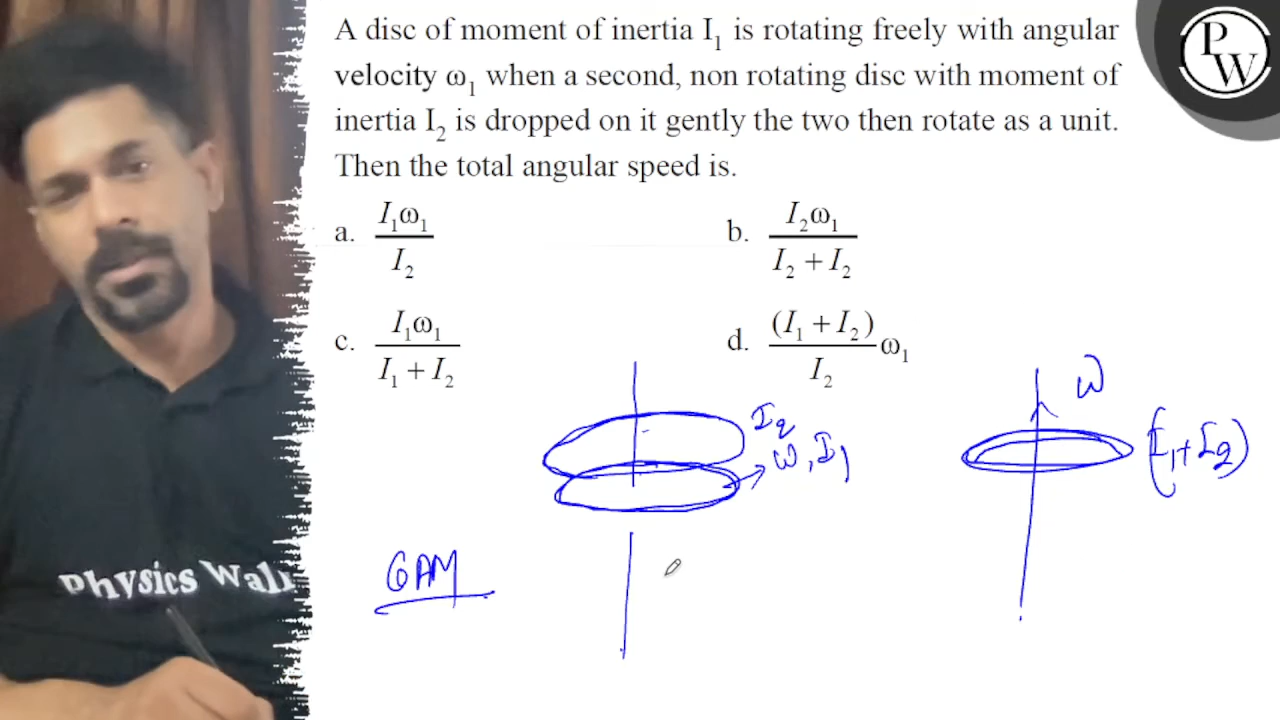 A disc of moment of inertia I₁ is rotating freely with angular
velocity ω₁ when a second, non rotating disc with moment of
inertia I₂ is dropped on it gently the two then rotate as a unit.
Then the total angular speed is.
a. I₁ω₁ / I₂
b. I₂ω₁ / I₂ + I₂
c. I₁ω₁ / I₁ + I₂
d. (I₁ + I₂) / I₂ ω₁
I₂
ω, I₁
ω
(I₁+I₂)
CAM
Physics Wall
PW